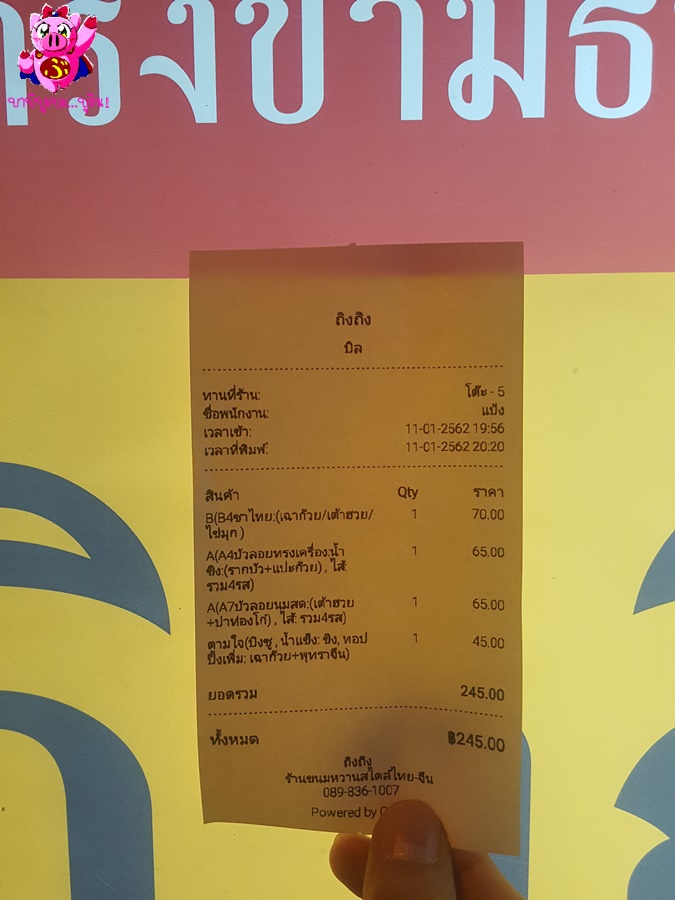 ถิงถิง
บิล
ทานที่ร้าน: โต๊ะ - 5
ชื่อพนักงาน: แป้ง
เวลาเข้า: 11-01-2562 19:56
เวลาที่พิมพ์: 11-01-2562 20:20
สินค้า Qty ราคา
B(B4ชาไทย:(เฉาก๊วย/เต้าฮวย/ 1 70.00
ไข่มุก )
A(A4บัวลอยทรงเครื่อง:น้ำ 1 65.00
ขิง:(รากบัว+แปะก๊วย) , ไส้:
รวม4รส)
A(A7บัวลอยนมสด:(เต้าฮวย 1 65.00
+ปาท่องโก๋) , ไส้: รวม4รส)
ตามใจ(บิงซู , น้ำแข็ง: ขิง, ทอป 1 45.00
ปิ้งเพิ่ม: เฉาก๊วย+พุทราจีน)
ยอดรวม 245.00
ทั้งหมด ฿245.00
ถิงถิง
ร้านขนมหวานสไตล์ไทย-จีน
089-836-1007
Powered by